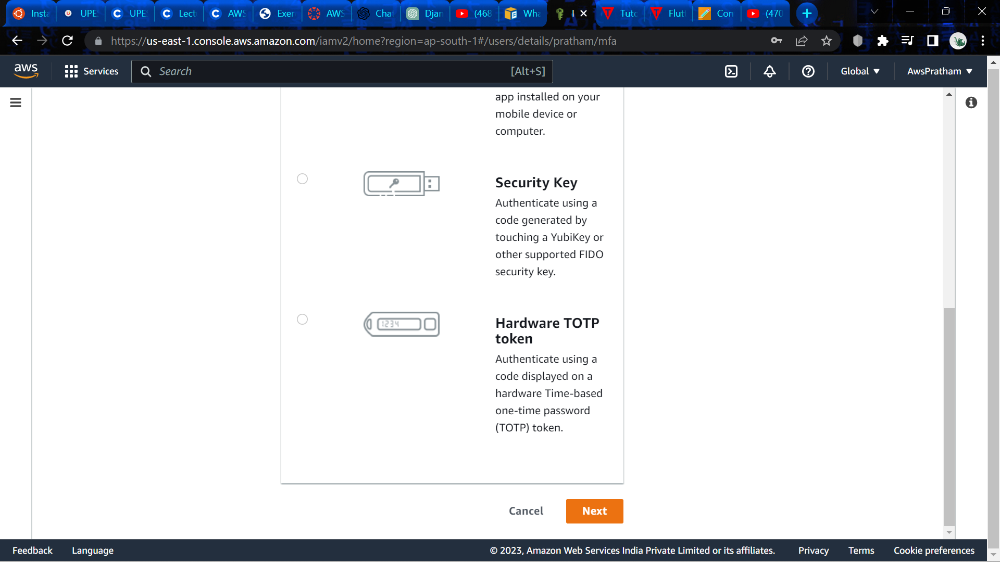 Insta
UPE
UPE
Lect
AWS
Exer
AWS
Chat
Djan
(468
Wha
I
Tuto
Flutt
Con
(470
https://us-east-1.console.aws.amazon.com/iamv2/home?region=ap-south-1#/users/details/pratham/mfa
aws
Services
Search
[Alt+S]
Global
AwsPratham
app installed on your
mobile device or
computer.
Security Key
Authenticate using a
code generated by
touching a YubiKey or
other supported FIDO
security key.
1234
Hardware TOTP
token
Authenticate using a
code displayed on a
hardware Time-based
one-time password
(TOTP) token.
Cancel
Next
Feedback
Language
© 2023, Amazon Web Services India Private Limited or its affiliates.
Privacy
Terms
Cookie preferences